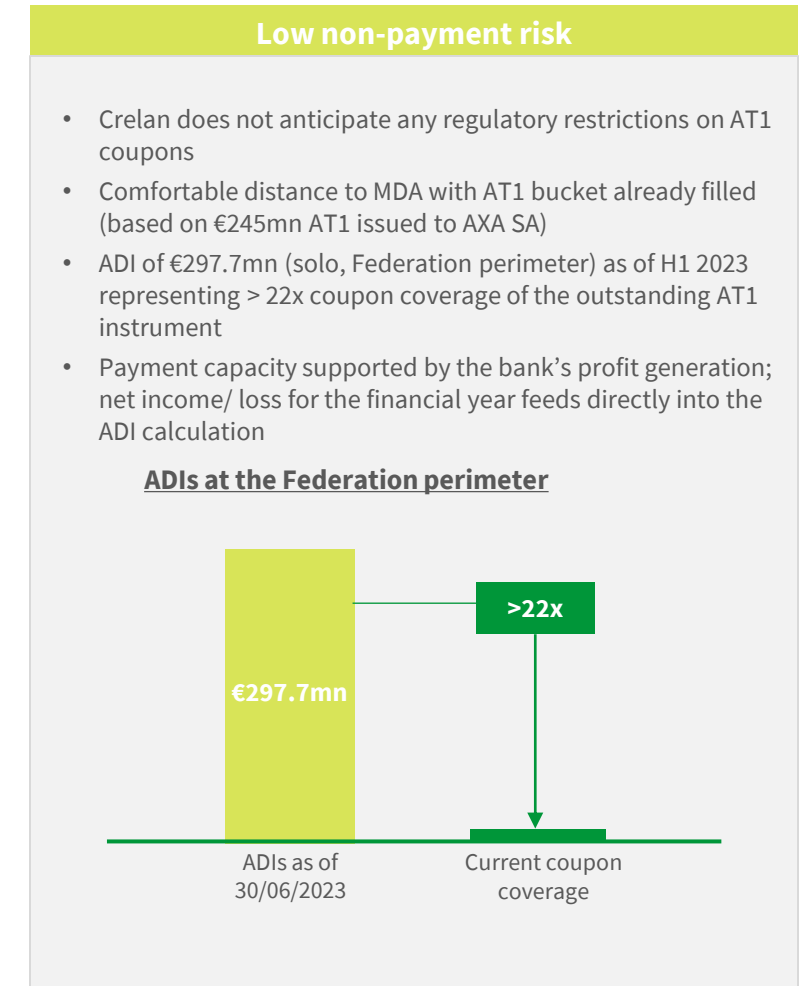 Low non-payment risk
• Crelan does not anticipate any regulatory restrictions on AT1
coupons
• Comfortable distance to MDA with AT1 bucket already filled
(based on €245mn AT1 issued to AXA SA)
• ADI of €297.7mn (solo, Federation perimeter) as of H1 2023
representing > 22x coupon coverage of the outstanding AT1
instrument
• Payment capacity supported by the bank’s profit generation;
net income/ loss for the financial year feeds directly into the
ADI calculation
ADIs at the Federation perimeter
>22x
€297.7mn
ADIs as of
30/06/2023
Current coupon
coverage